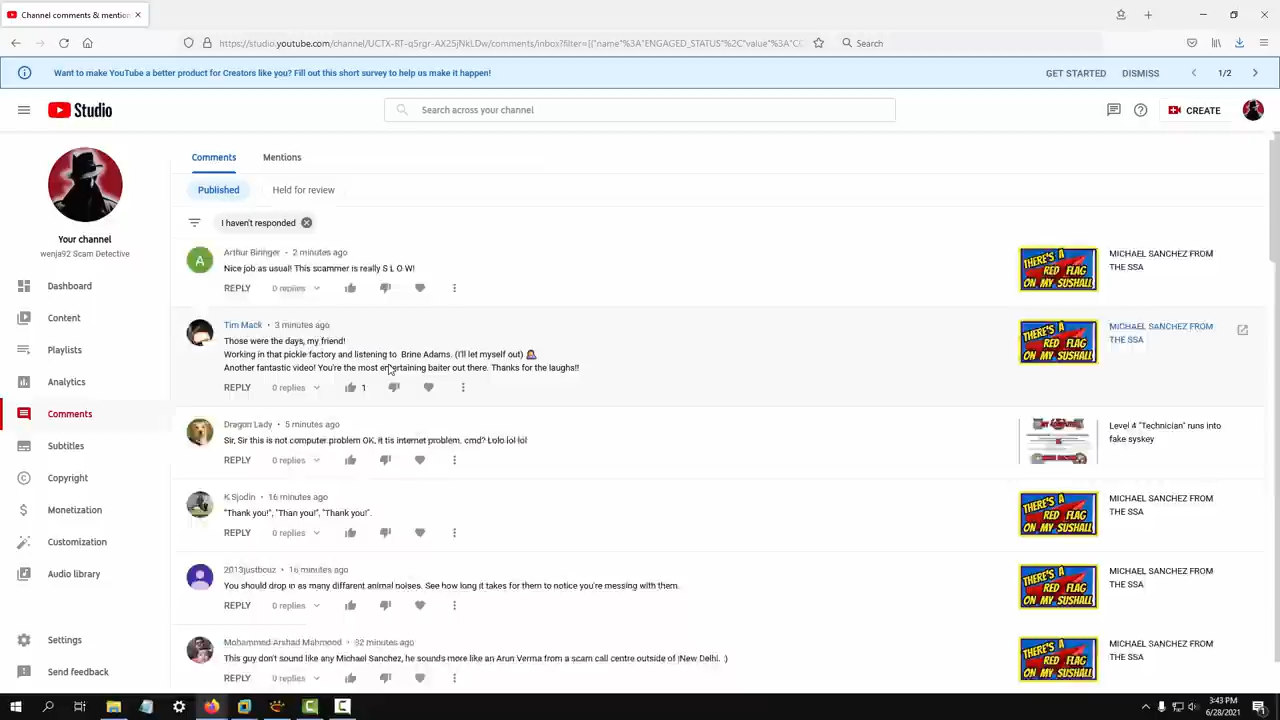 Channel comments & mention
https://studio.youtube.com/channel/UCTX-RT-q5rgr-AX25jNkLDw/comments/inbox?filter=[{"name"%3A"ENGAGED_STATUS"%2C"value"%3A"CO
Search
Want to make YouTube a better product for Creators like you? Fill out this short survey to help us make it happen!
GET STARTED
DISMISS
1/2
Studio
Search across your channel
CREATE
Your channel
wenja92 Scam Detective
Dashboard
Content
Playlists
Analytics
Comments
Subtitles
Copyright
Monetization
Customization
Audio library
Settings
Send feedback
Comments
Mentions
Published
Held for review
I haven't responded
Arthur Biringer • 2 minutes ago
Nice job as usual! This scammer is really S L O W!
REPLY 0 replies
THERE'S A
RED FLAG
ON MY SUSHALL
MICHAEL SANCHEZ FROM
THE SSA
Tim Mack • 3 minutes ago
Those were the days, my friend!
Working in that pickle factory and listening to Brine Adams. (I'll let myself out)
Another fantastic video! You're the most entertaining baiter out there. Thanks for the laughs!!
REPLY 0 replies 1
THERE'S A
RED FLAG
ON MY SUSHALL
MICHAEL SANCHEZ FROM
THE SSA
Dragon Lady • 5 minutes ago
Sir, Sir this is not computer problem OK, it tis internet problem. cmd? Lolo lol lol
REPLY 0 replies
Level 4 "Technician" runs into
fake syskey
K Sjodin • 16 minutes ago
"Thank you!", "Than you!", "Thank you!".
REPLY 0 replies
THERE'S A
RED FLAG
ON MY SUSHALL
MICHAEL SANCHEZ FROM
THE SSA
2013justbouz • 16 minutes ago
You should drop in as many different animal noises. See how long it takes for them to notice you're messing with them.
REPLY 0 replies
THERE'S A
RED FLAG
ON MY SUSHALL
MICHAEL SANCHEZ FROM
THE SSA
Mohammed Arshad Mahmood • 32 minutes ago
This guy don't sound like any Michael Sanchez, he sounds more like an Arun Verma from a scam call centre outside of |New Delhi. :)
REPLY 0 replies
THERE'S A
RED FLAG
ON MY SUSHALL
MICHAEL SANCHEZ FROM
THE SSA
3:43 PM
6/28/2021